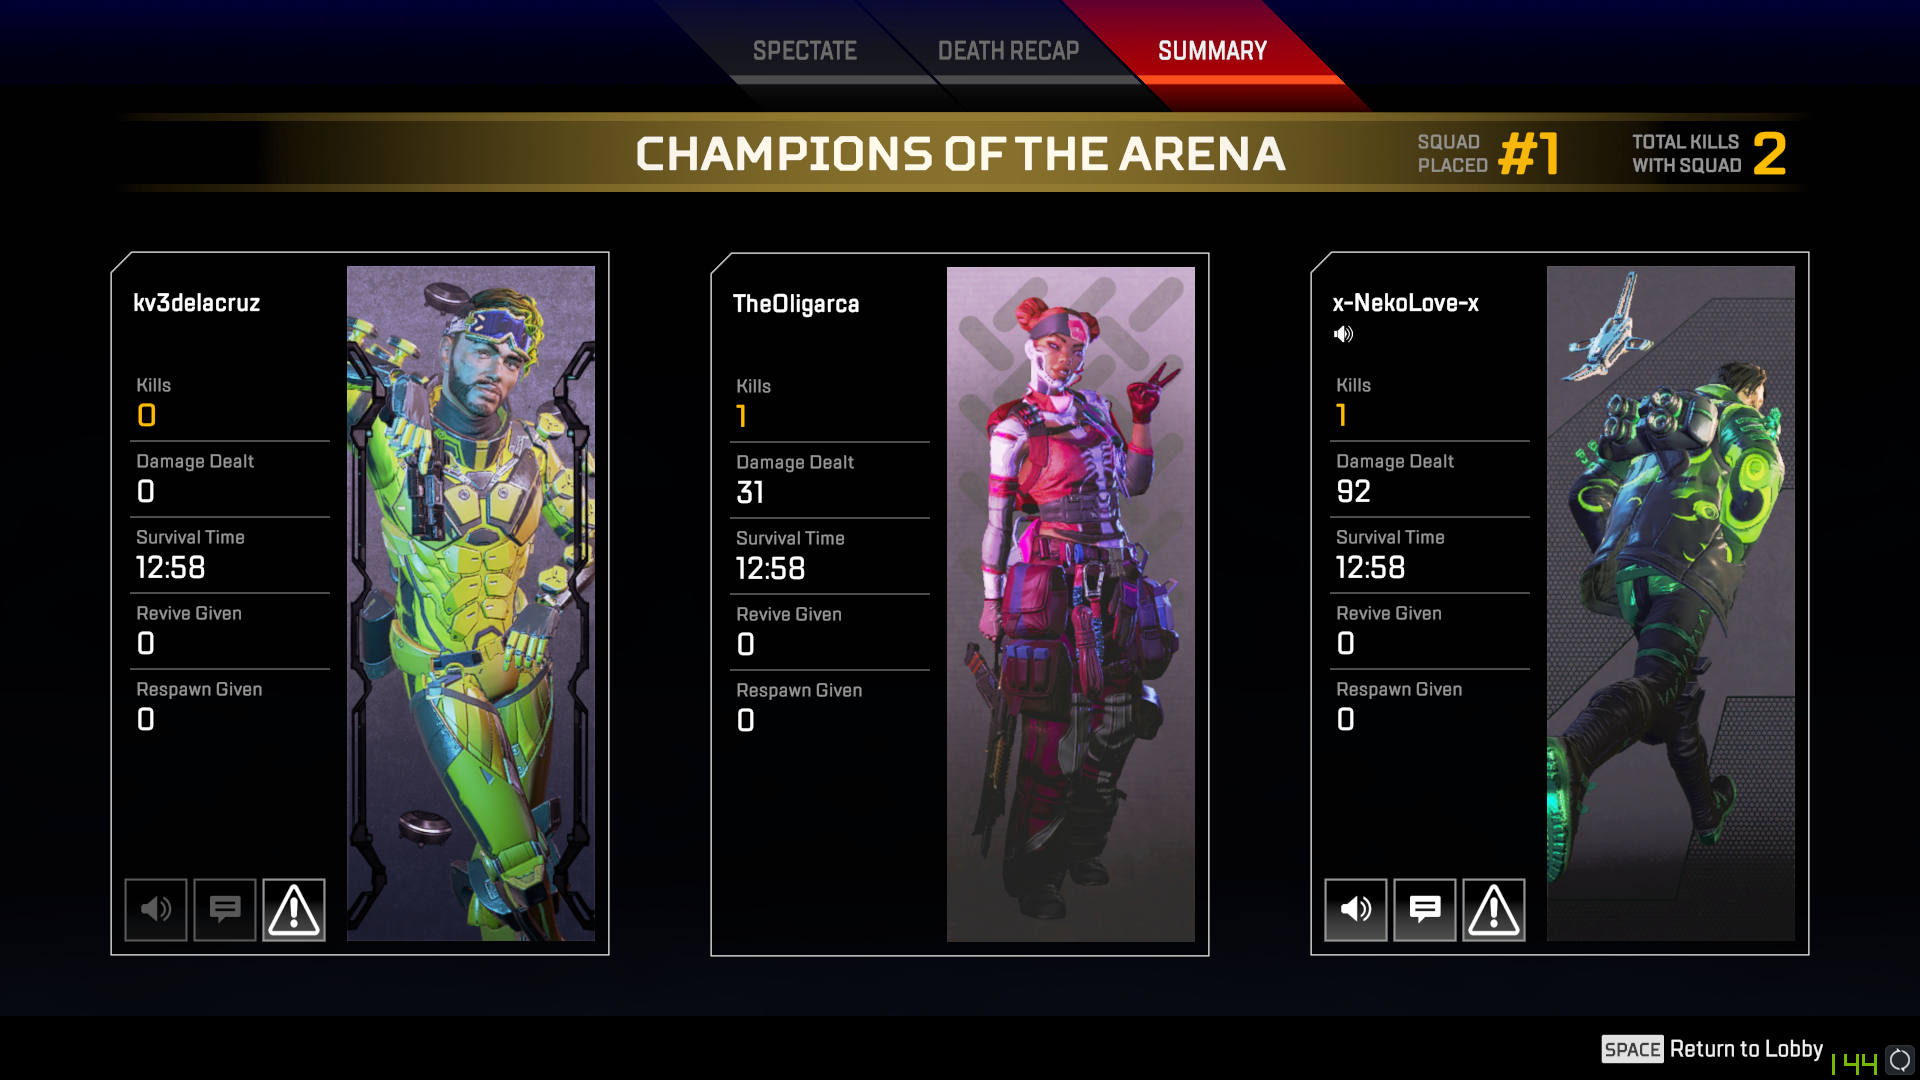 SPECTATE
DEATH RECAP
SUMMARY
CHAMPIONS OF THE ARENA
SQUAD
PLACED
#1
TOTAL KILLS
WITH SQUAD
2
kv3delacruz
Kills
0
Damage Dealt
0
Survival Time
12:58
Revive Given
0
Respawn Given
0
TheOligarca
Kills
1
Damage Dealt
31
Survival Time
12:58
Revive Given
0
Respawn Given
0
x-NekoLove-x
Kills
1
Damage Dealt
92
Survival Time
12:58
Revive Given
0
Respawn Given
0
SPACE Return to Lobby
144